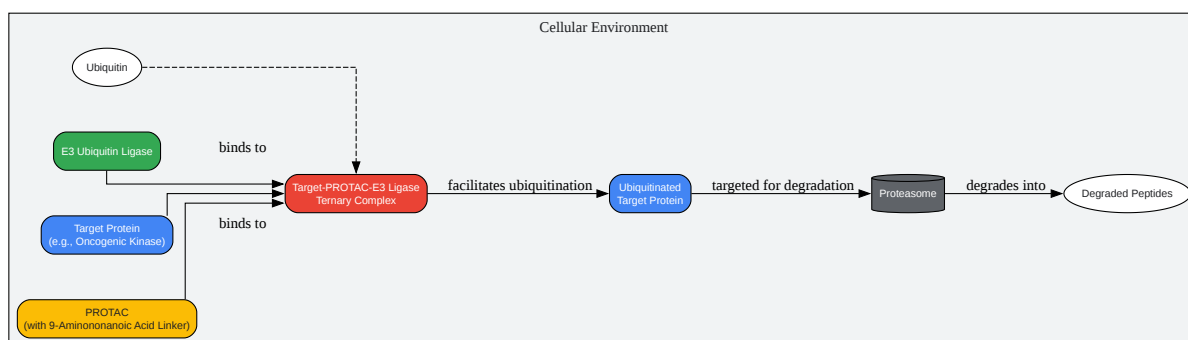 Cellular Environment
Ubiquitin
E3 Ubiquitin Ligase
binds to
Target-PROTAC-E3 Ligase
Ternary Complex
facilitates ubiquitination
Ubiquitinated
Target Protein
targeted for degradation
Proteasome
degrades into
Degraded Peptides
Target Protein
(e.g., Oncogenic Kinase)
binds to
PROTAC
(with 9-Aminononanoic Acid Linker)